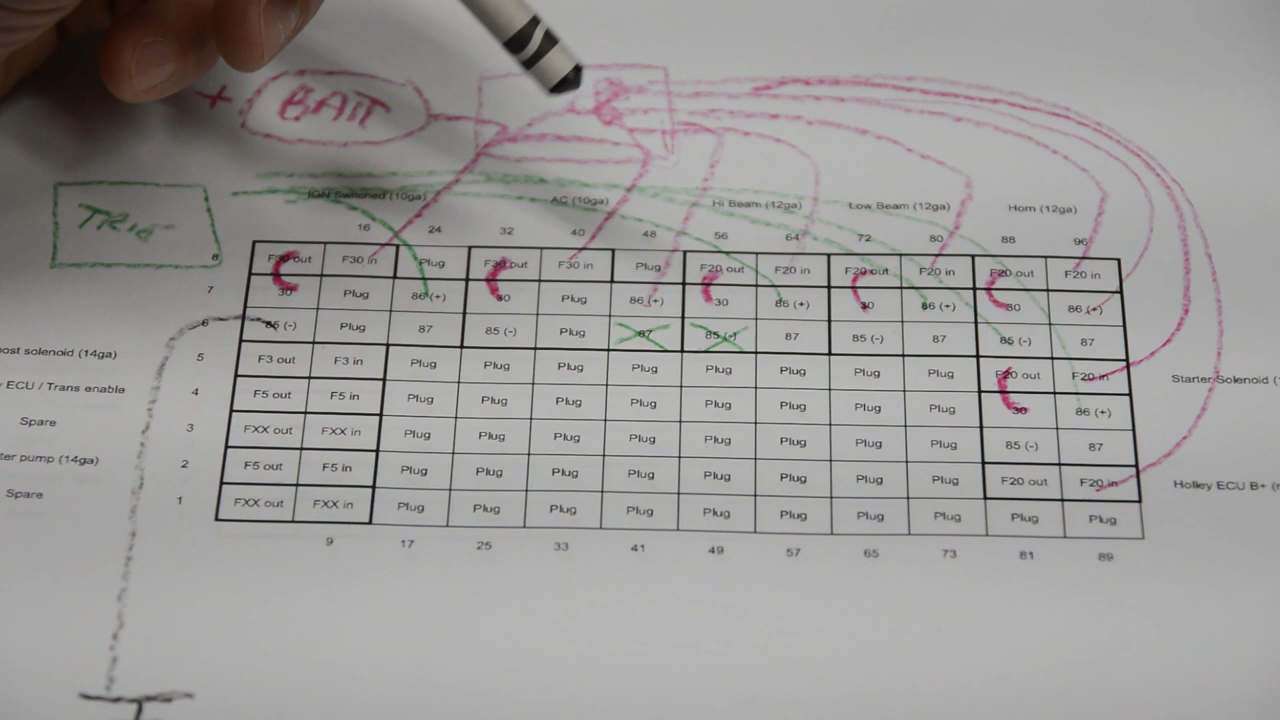 + BATT
TRIG
IGN Switched (10ga) AC (10ga) Hi Beam (12ga) Low Beam (12ga) Horn (12ga)
16 24 32 40 48 56 64 72 80 88 96
8 F30 out F30 in Plug F30 out F30 in Plug F20 out F20 in F20 out F20 in F20 out F20 in
7 30 Plug 86 (+) 30 Plug 86 (+) 30 86 (+) 30 86 (+) 30 86 (+)
6 85 (-) Plug 87 85 (-) Plug 87 85 (-) 87 85 (-) 87 85 (-) 87
ost solenoid (14ga) 5 F3 out F3 in Plug Plug Plug Plug Plug Plug Plug Plug F20 out F20 in Starter Solenoid (
y ECU / Trans enable 4 F5 out F5 in Plug Plug Plug Plug Plug Plug Plug Plug 30 86 (+)
Spare 3 FXX out FXX in Plug Plug Plug Plug Plug Plug Plug Plug 85 (-) 87
ter pump (14ga) 2 F5 out F5 in Plug Plug Plug Plug Plug Plug Plug Plug F20 out F20 in Holley ECU B+ (
Spare 1 FXX out FXX in Plug Plug Plug Plug Plug Plug Plug Plug Plug Plug
9 17 25 33 41 49 57 65 73 81 89